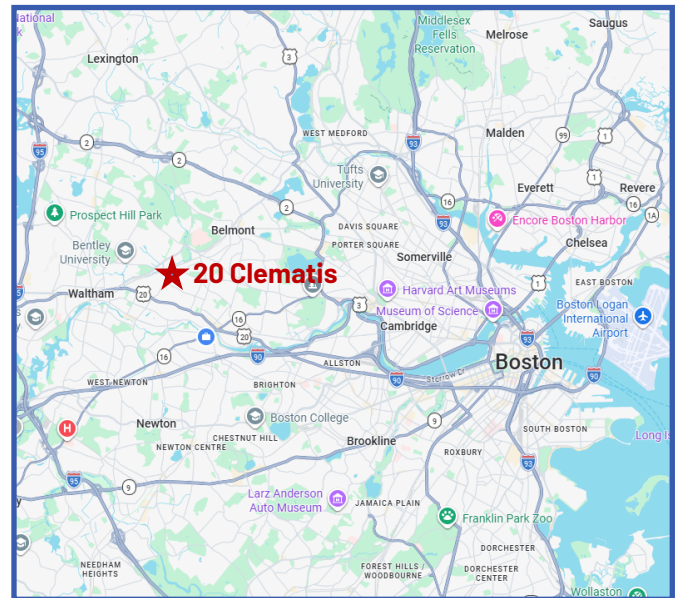 National
k
Lexington
3
Middlesex
Fells
Reservation
Melrose
Saugus
95
2
2
WEST MEDFORD
93
Malden
99
1
Tufts
University
1
Everett
Revere
16
16
1A
93
Prospect Hill Park
2
Belmont
DAVIS SQUARE
PORTER SQUARE
Encore Boston Harbor
Chelsea
Bentley
University
Somerville
20 Clematis
1
EAST BOSTON
Waltham
20
Harvard Art Museums
Museum of Science
3
Cambridge
Boston Logan
International
Airport
16
20
93
16
90
ALLSTON
Boston
90
Storrow Dr
90
WEST NEWTON
BRIGHTON
Newton
Boston College
9
H
CHESTNUT HILL
SOUTH BOSTON
NEWTON CENTRE
Brookline
ROXBURY
Long Is
93
95
9
Larz Anderson
Auto Museum
JAMAICA PLAIN
Franklin Park Zoo
DORCHESTER
NEEDHAM
HEIGHTS
FOREST HILLS /
WOODBOURNE
DORCHESTER
CENTER
Wollaston